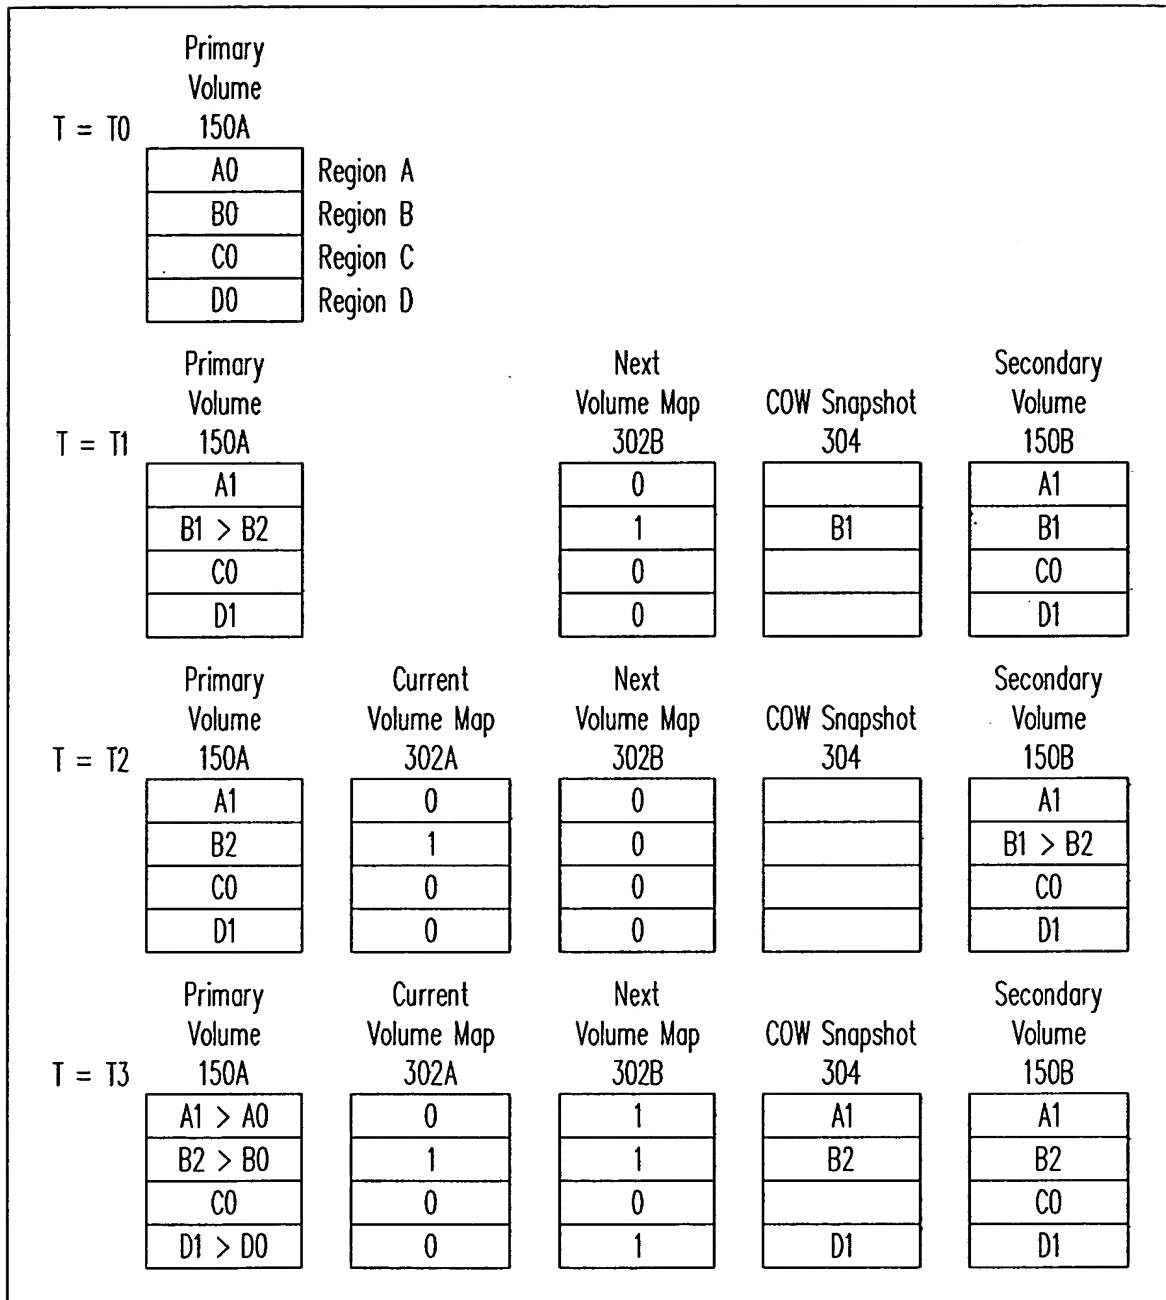 Primary
Volume
T = T0 150A
A0 Region A
B0 Region B
C0 Region C
D0 Region D
Primary Next Secondary
Volume Volume Map COW Snapshot Volume
T = T1 150A 302B 304 150B
A1 0 A1
B1 > B2 1 B1 B1
C0 0 C0
D1 0 D1
Primary Current Next Secondary
Volume Volume Map Volume Map COW Snapshot Volume
T = T2 150A 302A 302B 304 150B
A1 0 0 A1
B2 1 0 B1 > B2
C0 0 0 C0
D1 0 0 D1
Primary Current Next Secondary
Volume Volume Map Volume Map COW Snapshot Volume
T = T3 150A 302A 302B 304 150B
A1 > A0 0 1 A1 A1
B2 > B0 1 1 B2 B2
C0 0 0 C0
D1 > D0 0 1 D1 D1